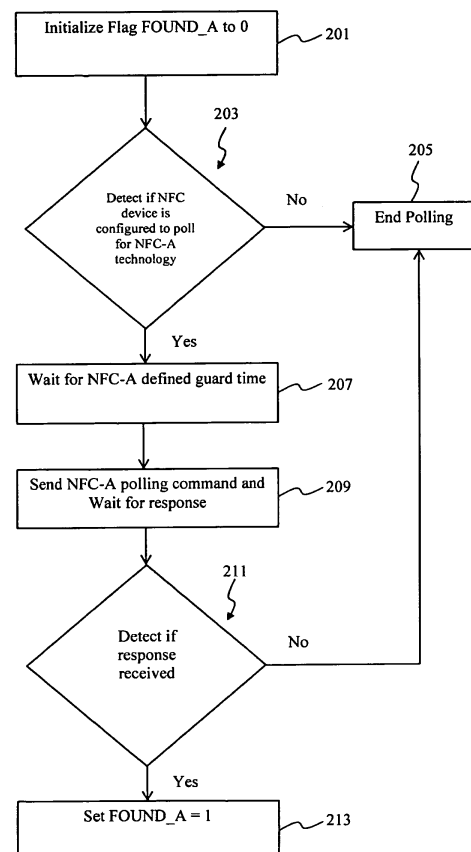 Initialize Flag FOUND_A to 0
201
203
Detect if NFC
device is
configured to poll
for NFC-A
technology
No
205
End Polling
Yes
Wait for NFC-A defined guard time
207
Send NFC-A polling command and
Wait for response
209
211
Detect if
response
received
No
Yes
Set FOUND_A = 1
213